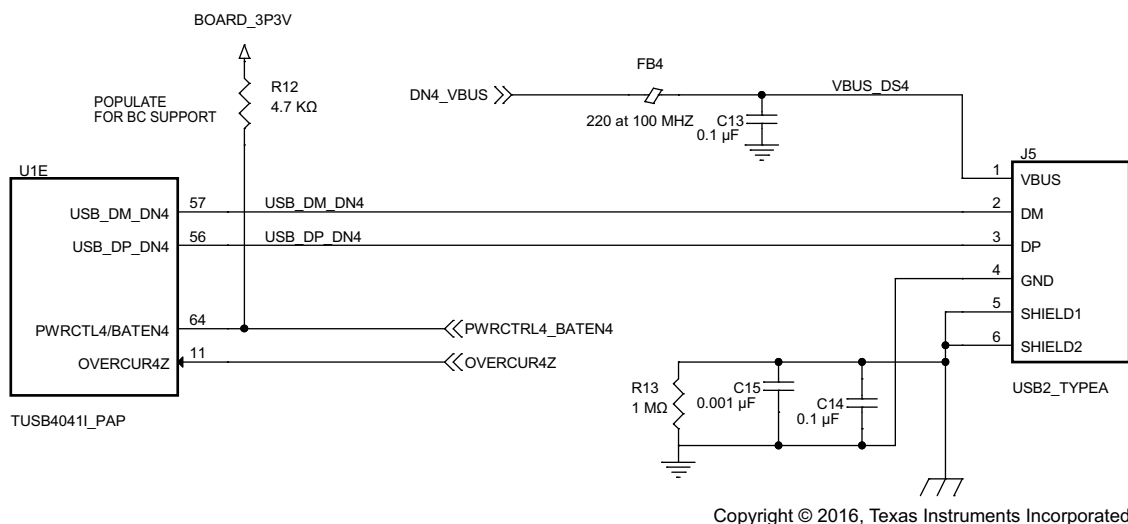 BOARD_3P3V
FB4
R12
4.7 KΩ
DN4_VBUS
VBUS_DS4
POPULATE
FOR BC SUPPORT
220 at 100 MHZ
C13
0.1 µF
U1E
J5
1
VBUS
USB_DM_DN4
57
USB_DM_DN4
2
DM
USB_DP_DN4
56
USB_DP_DN4
3
DP
4
GND
5
SHIELD1
PWRCTL4/BATEN4
64
PWRCTRL4_BATEN4
6
SHIELD2
OVERCUR4Z
11
OVERCUR4Z
R13
1 MΩ
C15
0.001 µF
C14
0.1 µF
USB2_TYPEA
TUSB4041I_PAP
Copyright © 2016, Texas Instruments Incorporated